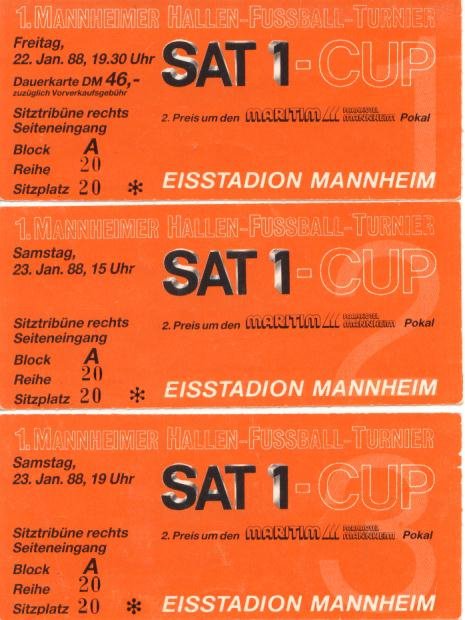 1. MANNHEIMER HALLEN-FUSSBALL-TURNIER
Freitag,
22. Jan. 88, 19.30 Uhr
Dauerkarte DM 46,-
zuzüglich Vorverkaufsgebühr
SAT 1-CUP
Sitztribüne rechts
Seiteneingang
2. Preis um den MARITIM PARKHOTEL MANNHEIM Pokal
Block A
Reihe 20
Sitzplatz 20 *
EISSTADION MANNHEIM
1
1. MANNHEIMER HALLEN-FUSSBALL-TURNIER
Samstag,
23. Jan. 88, 15 Uhr
SAT 1-CUP
Sitztribüne rechts
Seiteneingang
2. Preis um den MARITIM PARKHOTEL MANNHEIM Pokal
Block A
Reihe 20
Sitzplatz 20 *
EISSTADION MANNHEIM
2
1. MANNHEIMER HALLEN-FUSSBALL-TURNIER
Samstag,
23. Jan. 88, 19 Uhr
SAT 1-CUP
Sitztribüne rechts
Seiteneingang
2. Preis um den MARITIM PARKHOTEL MANNHEIM Pokal
Block A
Reihe 20
Sitzplatz 20 *
EISSTADION MANNHEIM
3